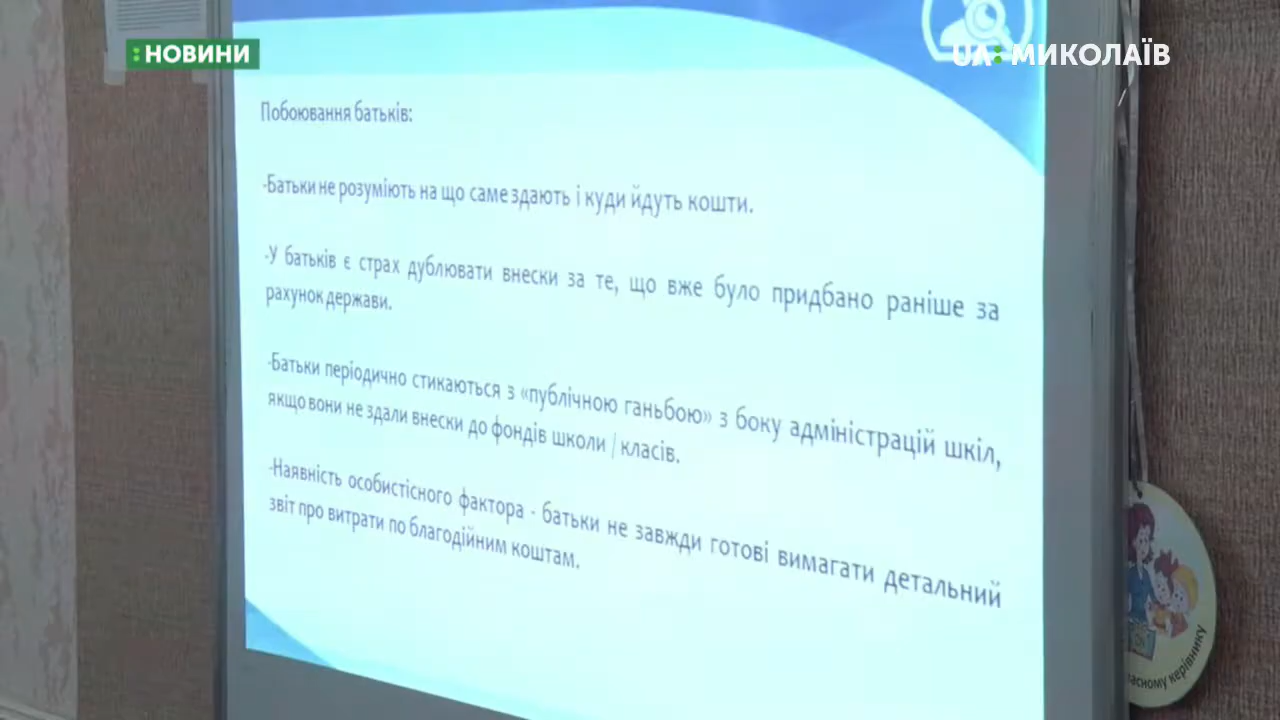 :НОВИНИ
UA: МИКОЛАЇВ
Побоювання батьків:
-Батьки не розуміють на що саме здають і куди йдуть кошти.
-У батьків є страх дублювати внески за те, що вже було придбано раніше за
рахунок держави.
-Батьки періодично стикаються з «публічною ганьбою» з боку адміністрацій шкіл,
якщо вони не здали внески до фондів школи / класів.
-Наявність особистісного фактора - батьки не завжди готові вимагати детальний
звіт про витрати по благодійним коштам.
керівнику